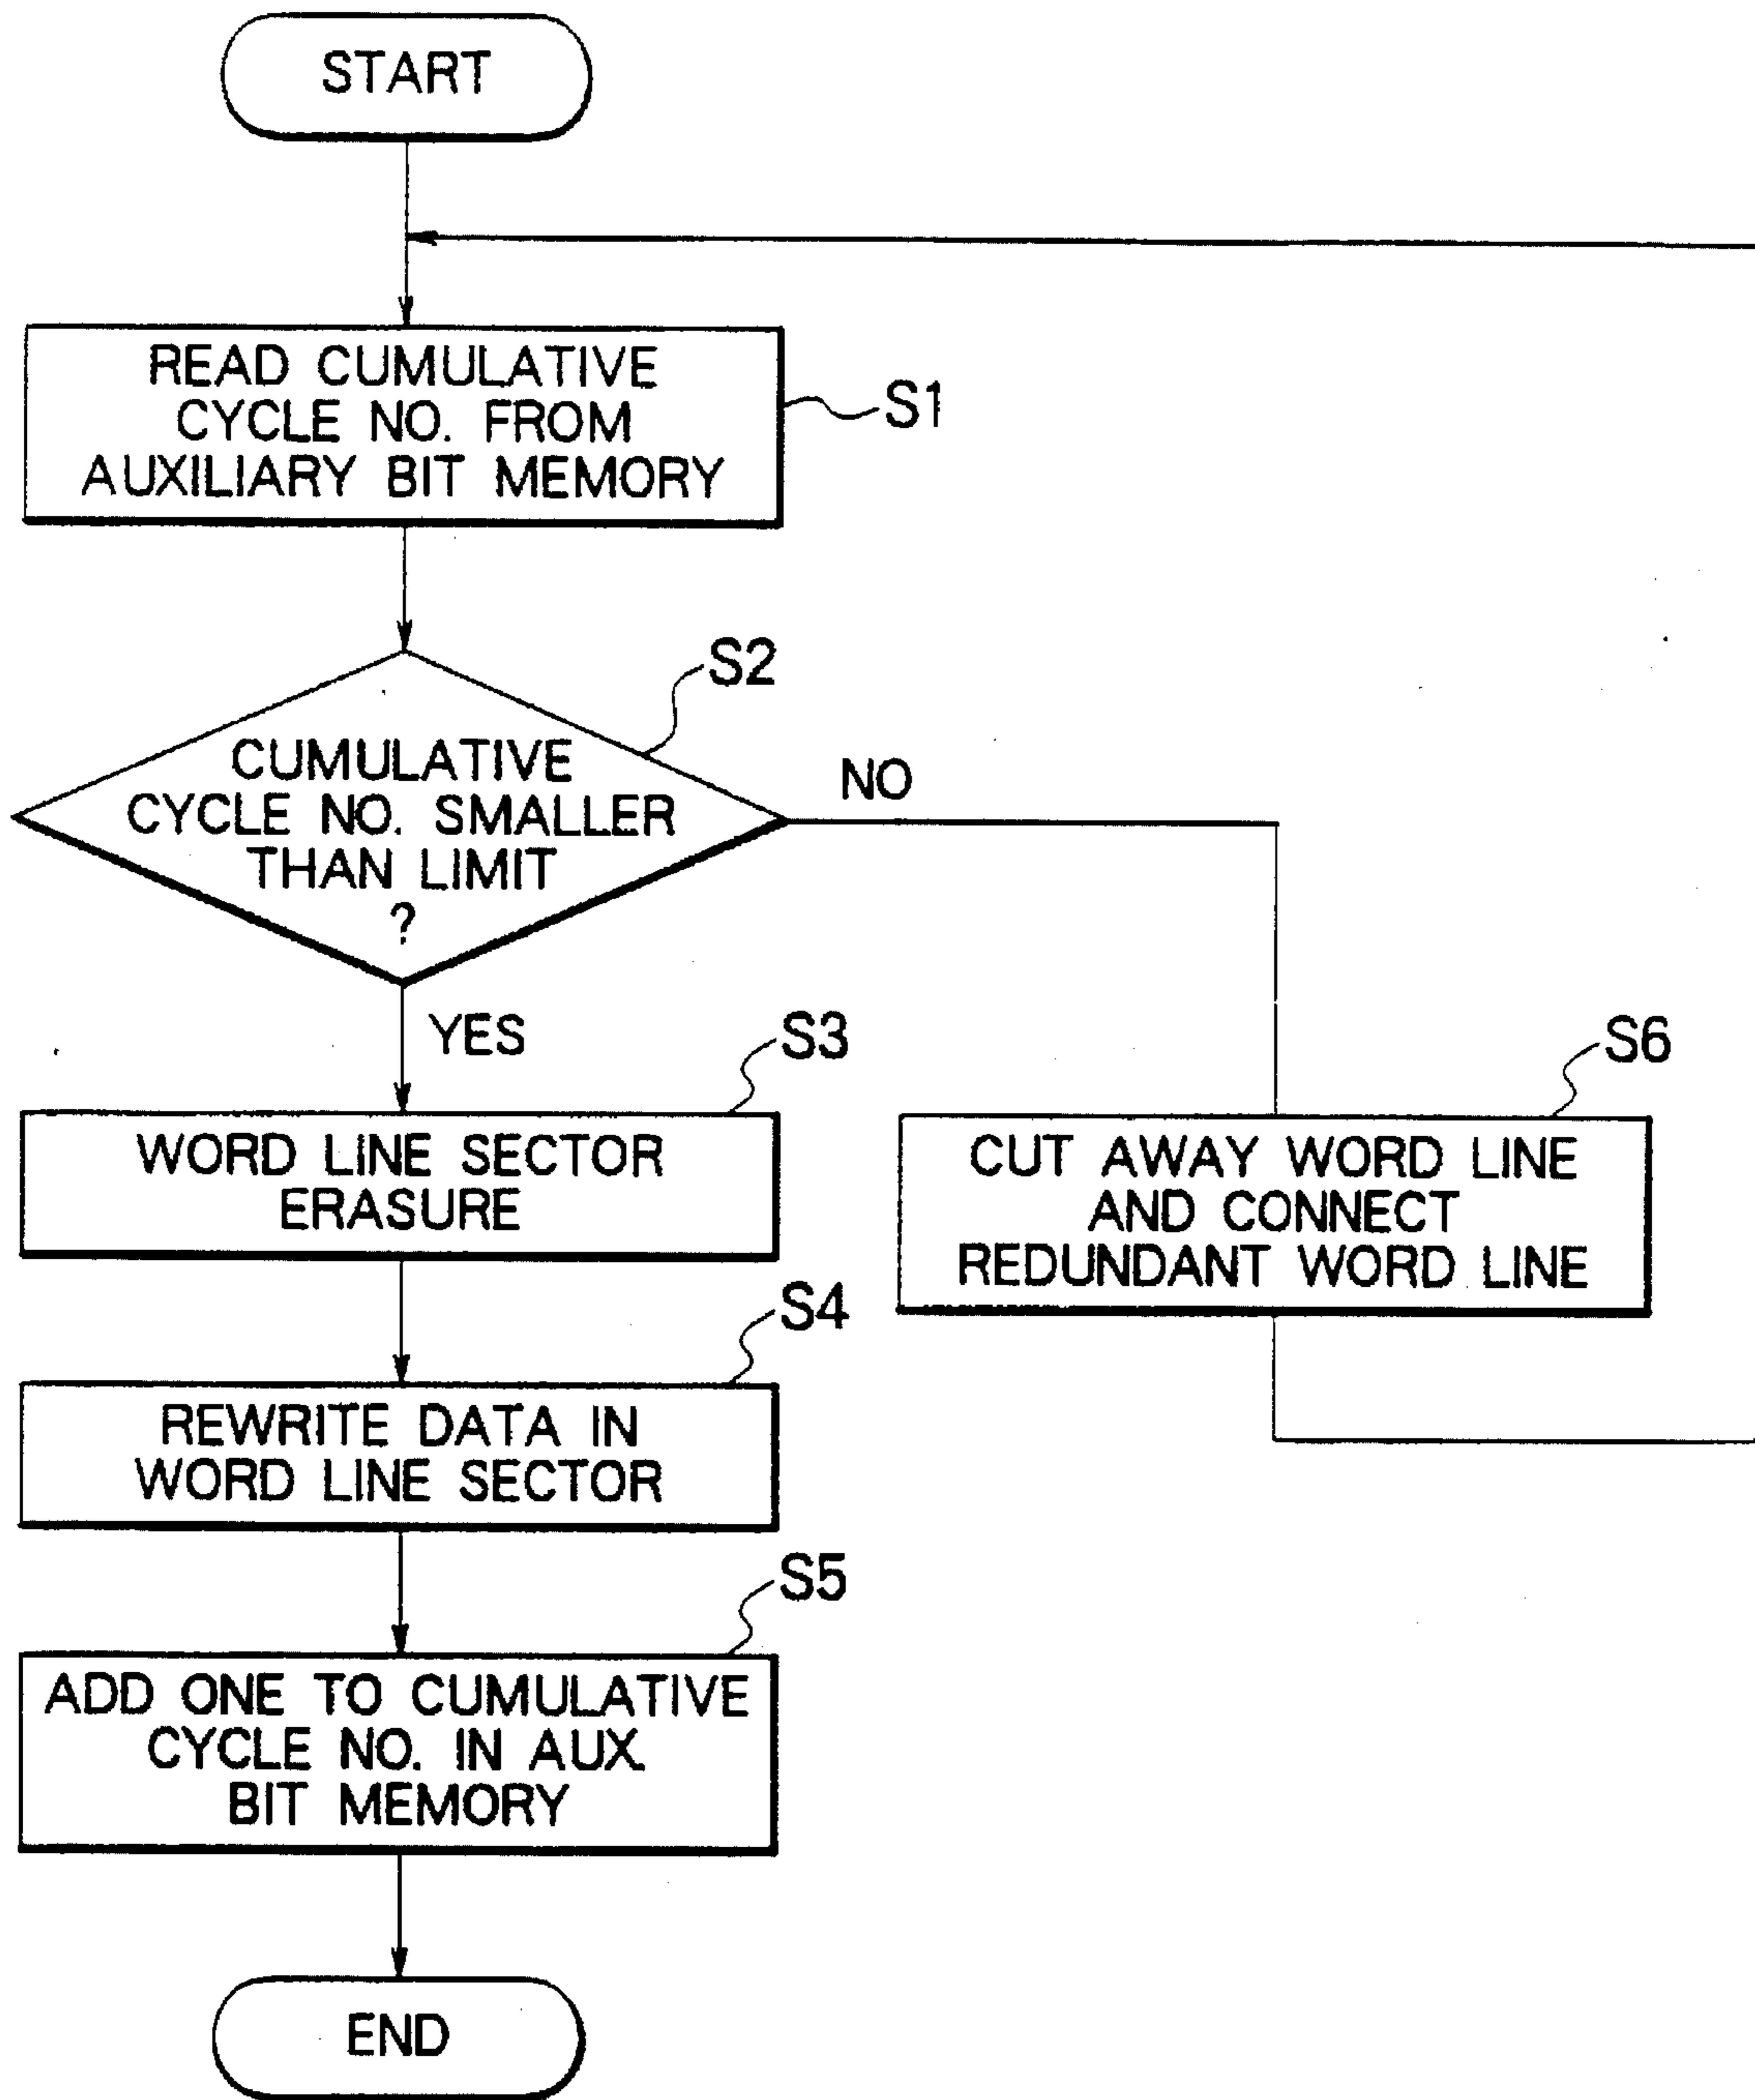 START
READ CUMULATIVE
CYCLE NO. FROM
AUXILIARY BIT MEMORY
S1
S2
CUMULATIVE
CYCLE NO. SMALLER
THAN LIMIT
?
NO
YES
S3
WORD LINE SECTOR
ERASURE
S6
CUT AWAY WORD LINE
AND CONNECT
REDUNDANT WORD LINE
S4
REWRITE DATA IN
WORD LINE SECTOR
S5
ADD ONE TO CUMULATIVE
CYCLE NO. IN AUX.
BIT MEMORY
END